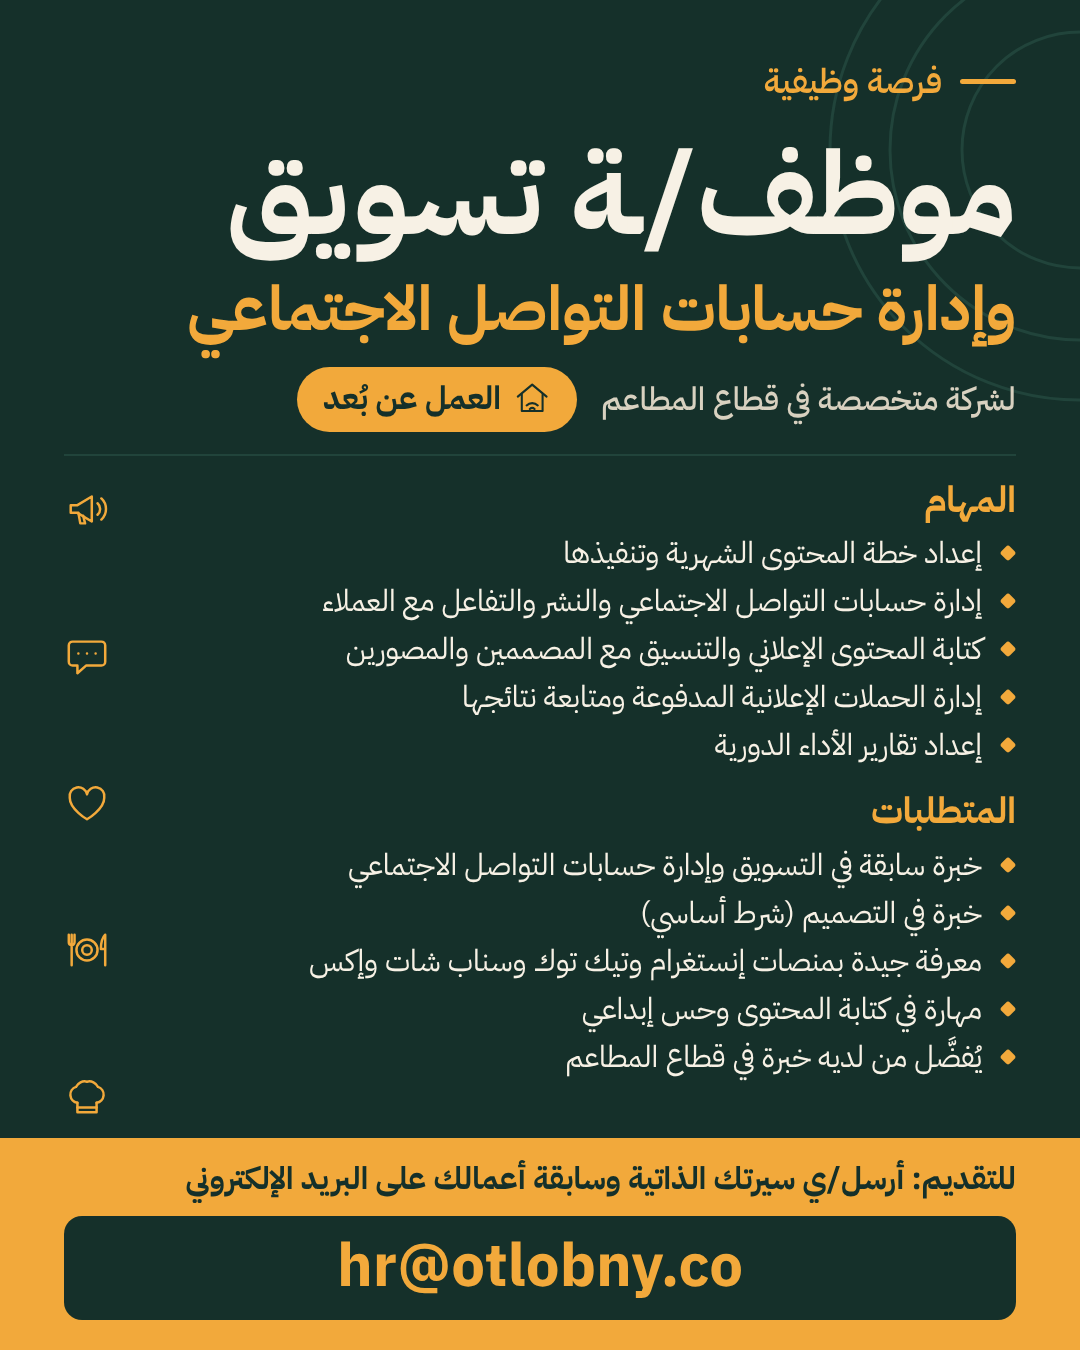 فرصة وظيفية
موظف/ة تسويق
وإدارة حسابات التواصل الاجتماعي
لشركة متخصصة في قطاع المطاعم
العمل عن بُعد
المهام
إعداد خطة المحتوى الشهرية وتنفيذها
إدارة حسابات التواصل الاجتماعي والنشر والتفاعل مع العملاء
كتابة المحتوى الإعلاني والتنسيق مع المصممين والمصورين
إدارة الحملات الإعلانية المدفوعة ومتابعة نتائجها
إعداد تقارير الأداء الدورية
المتطلبات
خبرة سابقة في التسويق وإدارة حسابات التواصل الاجتماعي
خبرة في التصميم (شرط أساسي)
معرفة جيدة بمنصات إنستغرام وتيك توك وسناب شات وإكس
مهارة في كتابة المحتوى وحس إبداعي
يُفضَّل من لديه خبرة في قطاع المطاعم
للتقديم: أرسل/ي سيرتك الذاتية وسابقة أعمالك على البريد الإلكتروني
hr@otlobny.co